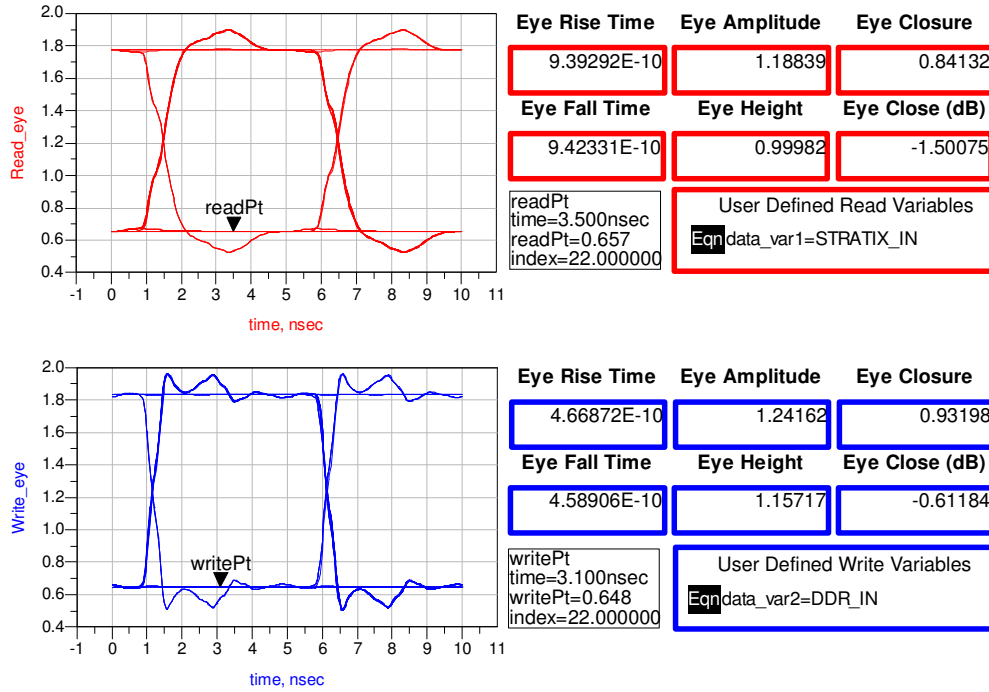 Eye Rise Time Eye Amplitude Eye Closure
9.39292E-10 1.18839 0.84132
Eye Fall Time Eye Height Eye Close (dB)
9.42331E-10 0.99982 -1.50075
Read_eye
2.0
1.8
1.6
1.4
1.2
1.0
0.8
0.6
0.4
readPt
-1 0 1 2 3 4 5 6 7 8 9 10 11
time, nsec
readPt
time=3.500nsec
readPt=0.657
index=22.000000
User Defined Read Variables
Eqn data_var1=STRATIX_IN
Eye Rise Time Eye Amplitude Eye Closure
4.66872E-10 1.24162 0.93198
Eye Fall Time Eye Height Eye Close (dB)
4.58906E-10 1.15717 -0.61184
Write_eye
2.0
1.8
1.6
1.4
1.2
1.0
0.8
0.6
0.4
writePt
-1 0 1 2 3 4 5 6 7 8 9 10 11
time, nsec
writePt
time=3.100nsec
writePt=0.648
index=22.000000
User Defined Write Variables
Eqn data_var2=DDR_IN